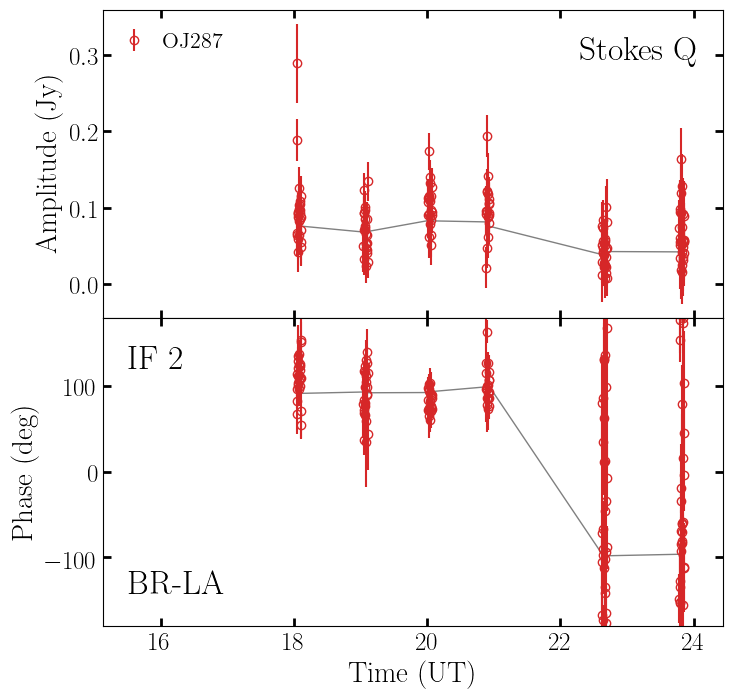 OJ287
Stokes Q
0.3
0.2
0.1
0.0
Amplitude (Jy)
IF 2
100
0
−100
Phase (deg)
BR-LA
16 18 20 22 24
Time (UT)